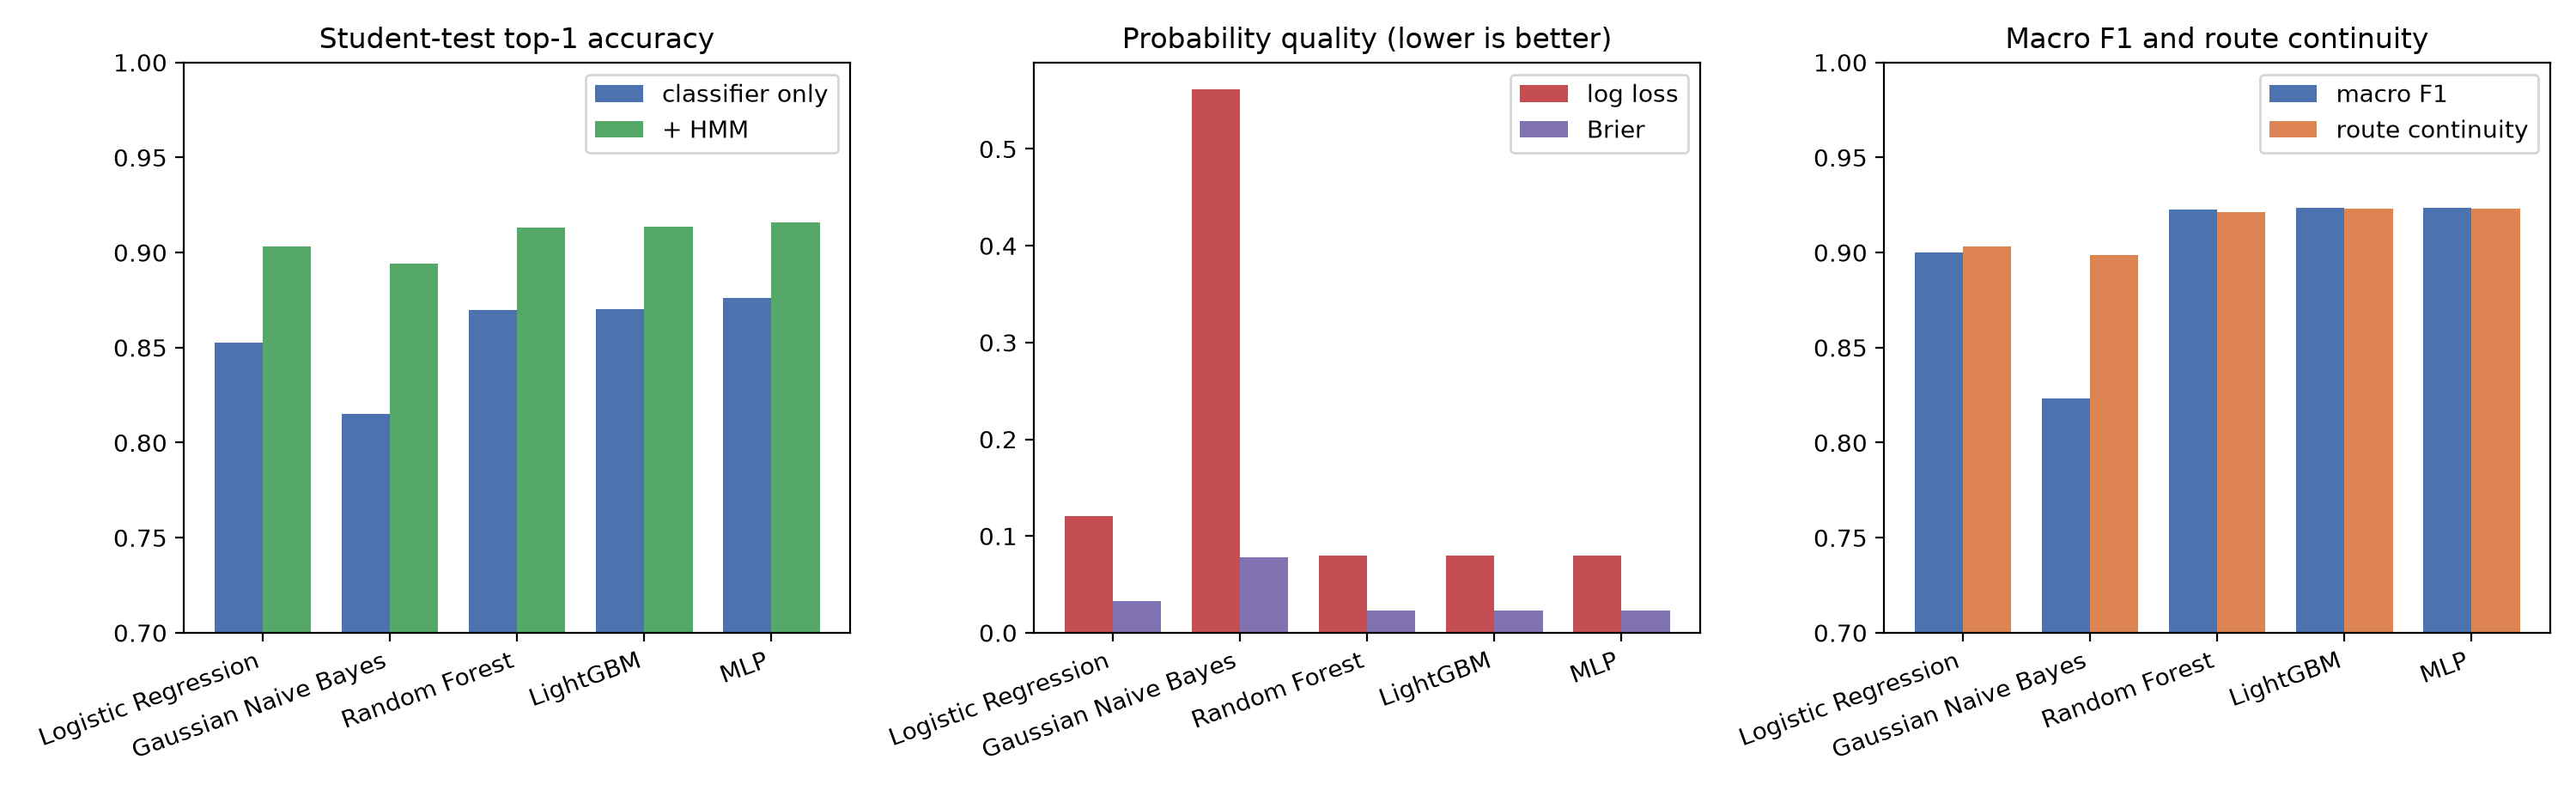 Student-test top-1 accuracy
1.00
0.95
0.90
0.85
0.80
0.75
0.70
classifier only
+ HMM
Logistic Regression
Gaussian Naive Bayes
Random Forest
LightGBM
MLP
Probability quality (lower is better)
0.5
0.4
0.3
0.2
0.1
0.0
log loss
Brier
Logistic Regression
Gaussian Naive Bayes
Random Forest
LightGBM
MLP
Macro F1 and route continuity
1.00
0.95
0.90
0.85
0.80
0.75
0.70
macro F1
route continuity
Logistic Regression
Gaussian Naive Bayes
Random Forest
LightGBM
MLP